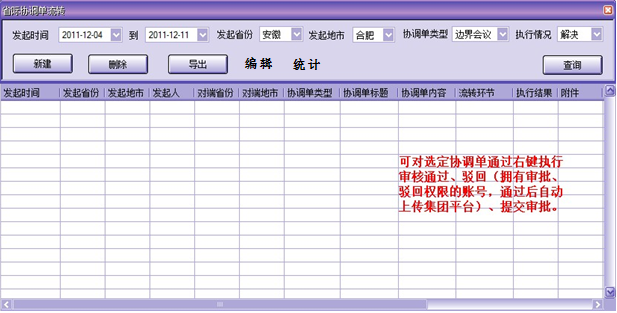 省际协调单流转
发起时间 2011-12-04 到 2011-12-11 发起省份 安徽 发起地市 合肥 协调单类型 边界会议 执行情况 解决
新建 删除 导出 编辑 统计 查询
发起时间 发起省份 发起地市 发起人 对端省份 对端地市 协调单类型 协调单标题 协调单内容 流转环节 执行结果 附件
可对选定协调单通过右键执行
审核通过、驳回（拥有审批、
驳回权限的账号，通过后自动
上传集团平台）、提交审批。